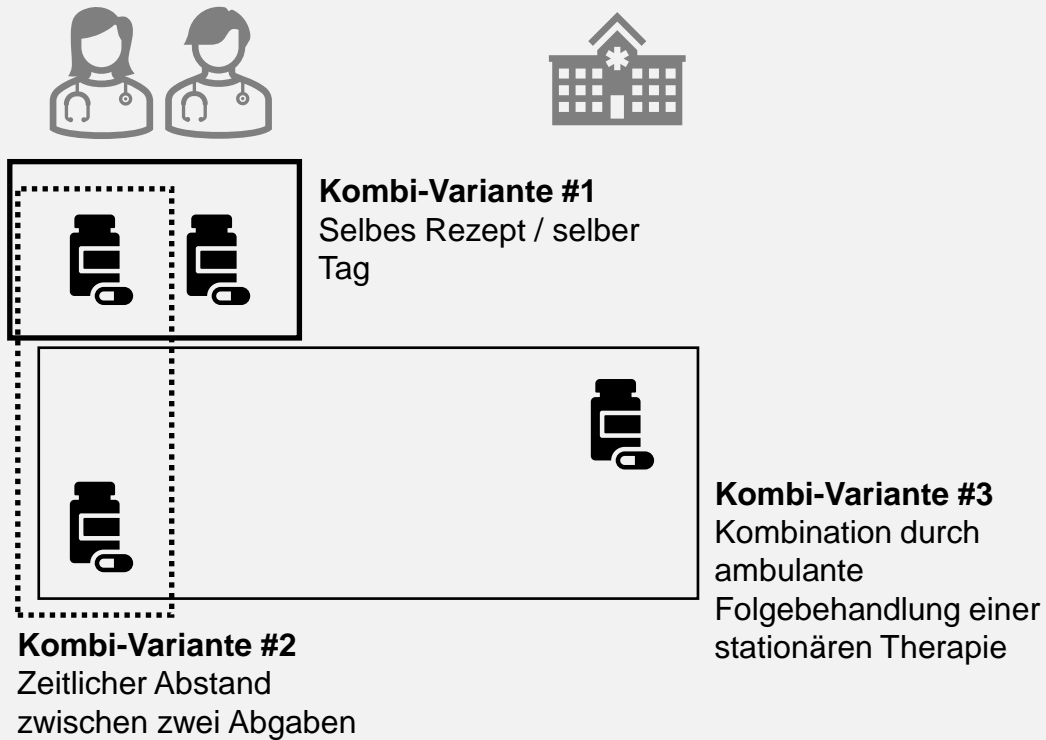 Kombi-Variante #1
Selbes Rezept / selber
Tag
Kombi-Variante #3
Kombination durch
ambulante
Folgebehandlung einer
stationären Therapie
Kombi-Variante #2
Zeitlicher Abstand
zwischen zwei Abgaben